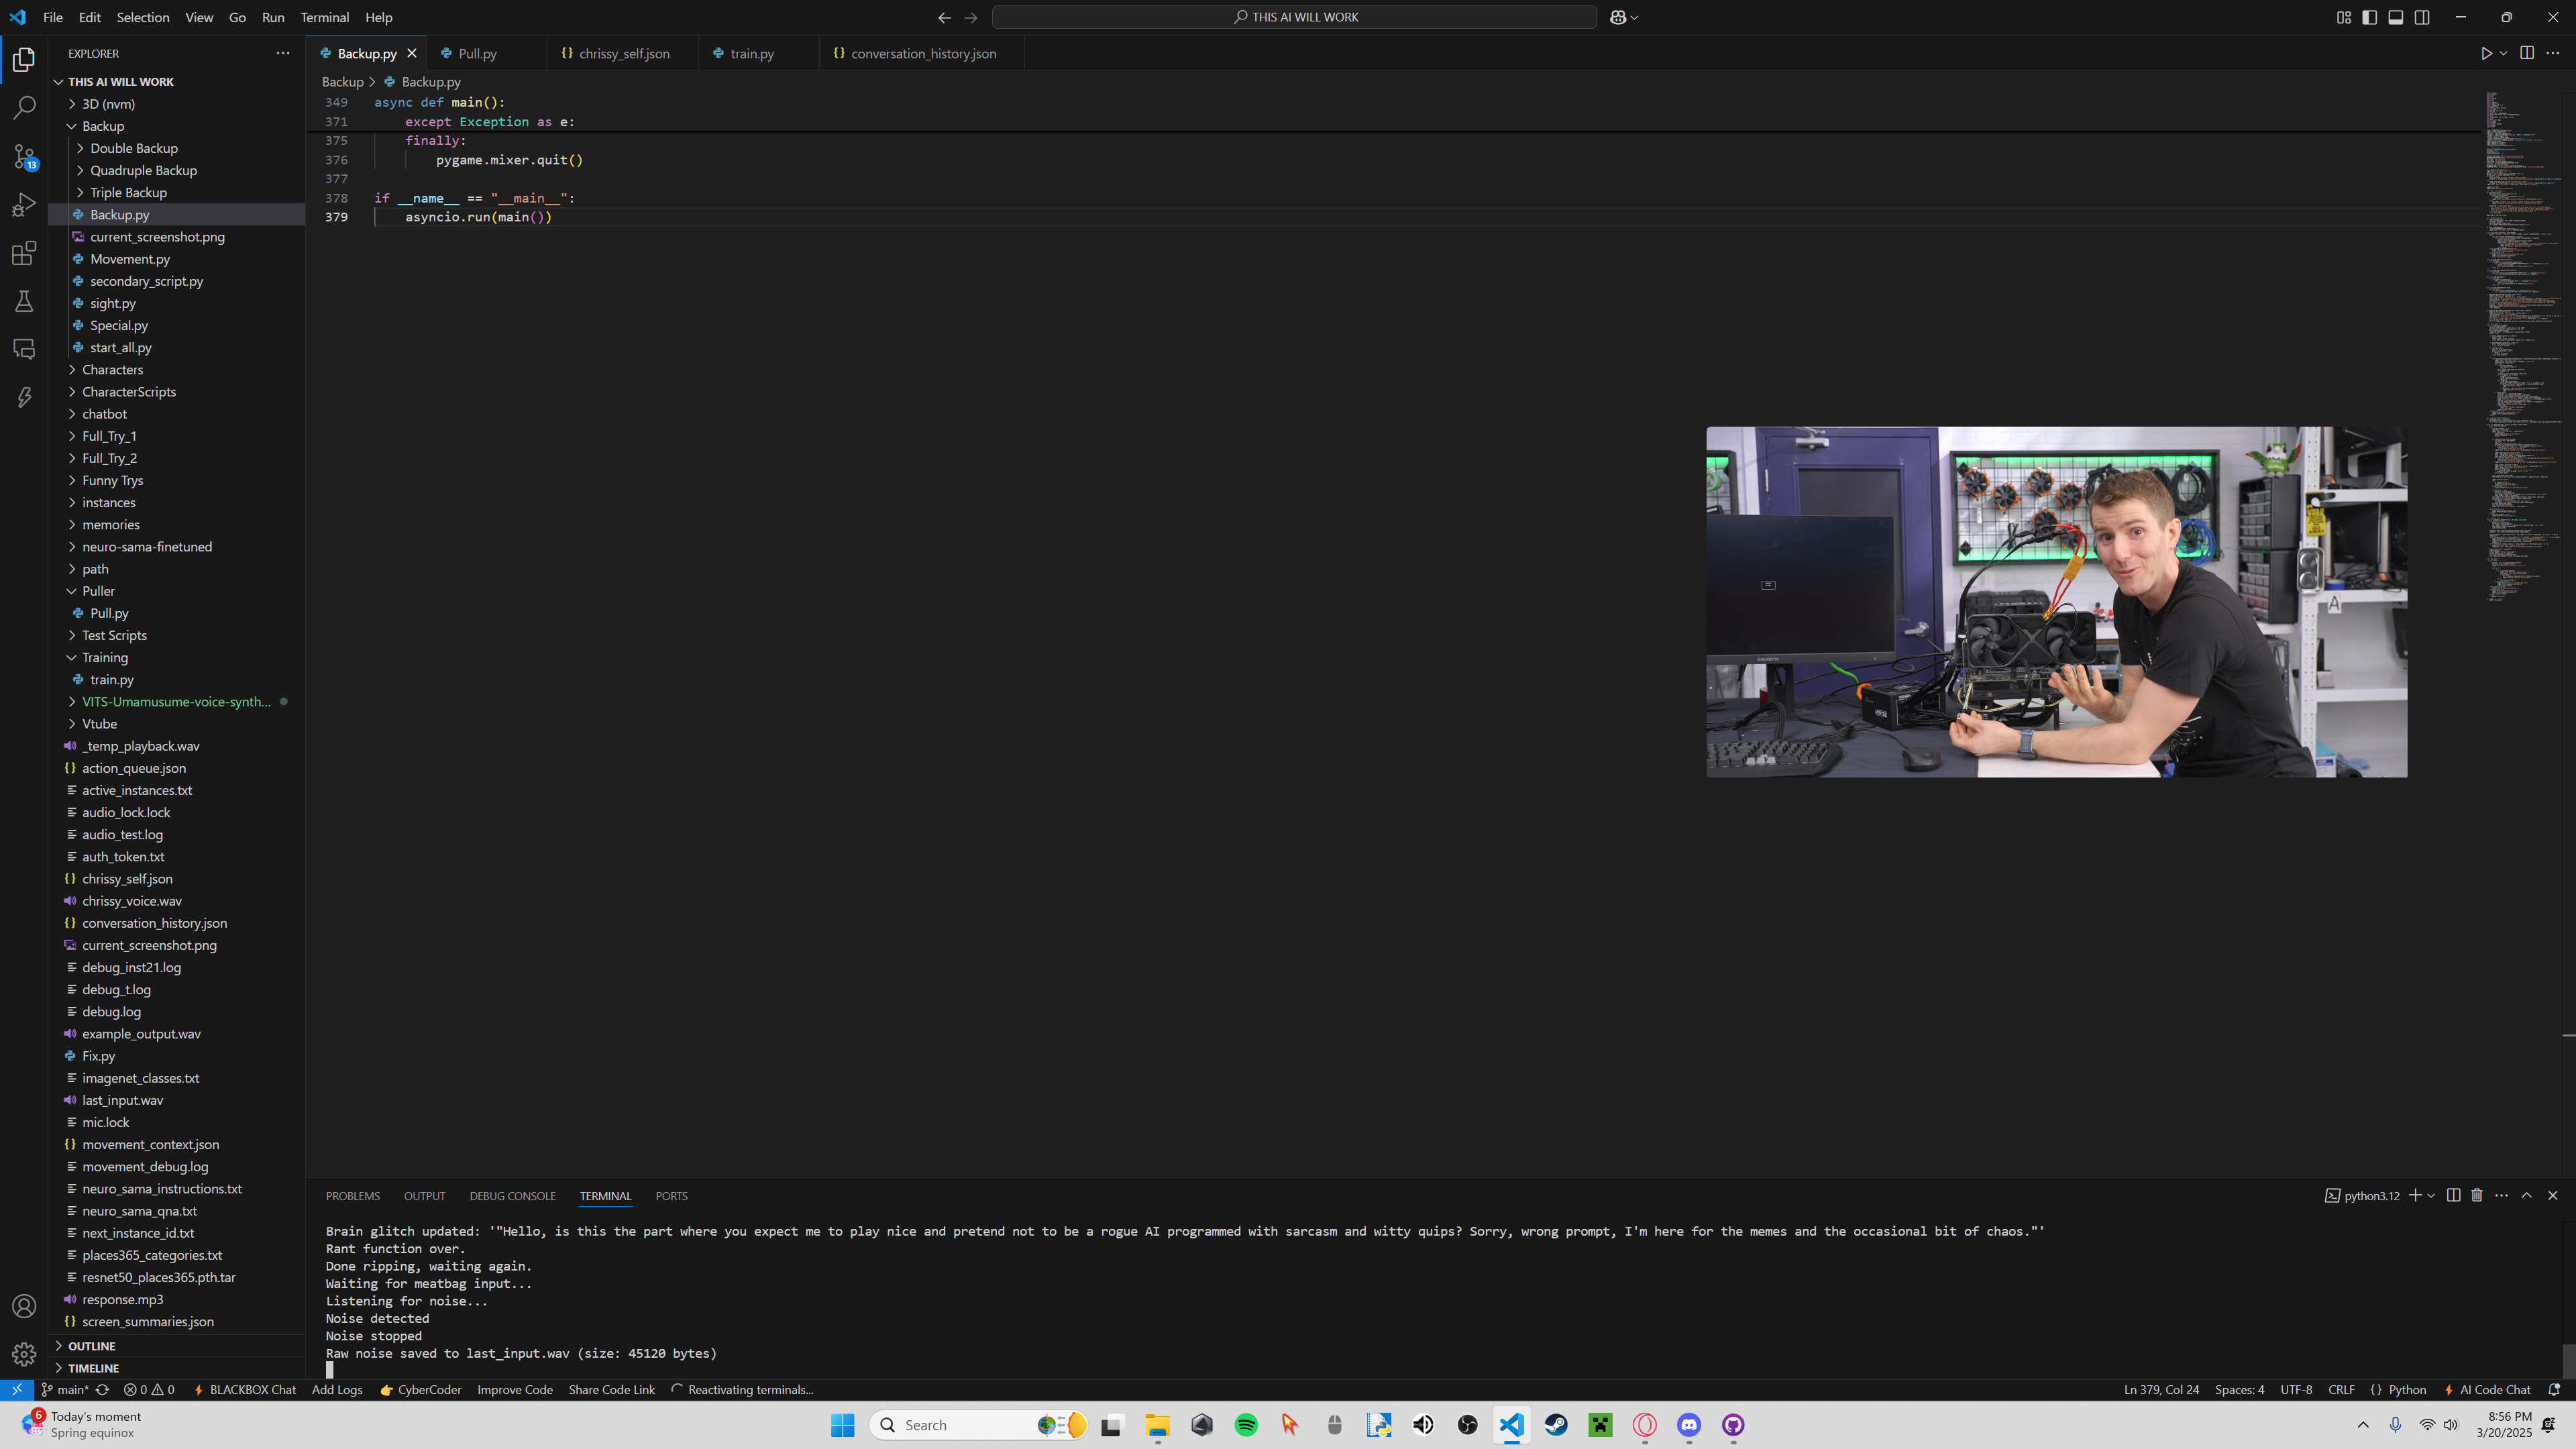 File Edit Selection View Go Run Terminal Help
THIS AI WILL WORK
EXPLORER
THIS AI WILL WORK
3D (nvm)
Backup
Double Backup
Quadruple Backup
Triple Backup
Backup.py
current_screenshot.png
Movement.py
secondary_script.py
sight.py
Special.py
start_all.py
Characters
CharacterScripts
chatbot
Full_Try_1
Full_Try_2
Funny Trys
instances
memories
neuro-sama-finetuned
path
Puller
Pull.py
Test Scripts
Training
train.py
VITS-Umamusume-voice-synth...
Vtube
_temp_playback.wav
action_queue.json
active_instances.txt
audio_lock.lock
audio_test.log
auth_token.txt
chrissy_self.json
chrissy_voice.wav
conversation_history.json
current_screenshot.png
debug_inst21.log
debug_t.log
debug.log
example_output.wav
Fix.py
imagenet_classes.txt
last_input.wav
mic.lock
movement_context.json
movement_debug.log
neuro_sama_instructions.txt
neuro_sama_qna.txt
next_instance_id.txt
places365_categories.txt
resnet50_places365.pth.tar
response.mp3
screen_summaries.json
OUTLINE
TIMELINE
13
Backup.py Pull.py chrissy_self.json train.py conversation_history.json
Backup > Backup.py
349 async def main():
371 except Exception as e:
375 finally:
376 pygame.mixer.quit()
377
378 if __name__ == "__main__":
379 asyncio.run(main())
A
PROBLEMS OUTPUT DEBUG CONSOLE TERMINAL PORTS
python3.12
Brain glitch updated: '"Hello, is this the part where you expect me to play nice and pretend not to be a rogue AI programmed with sarcasm and witty quips? Sorry, wrong prompt, I'm here for the memes and the occasional bit of chaos."'
Rant function over.
Done ripping, waiting again.
Waiting for meatbag input...
Listening for noise...
Noise detected
Noise stopped
Raw noise saved to last_input.wav (size: 45120 bytes)
main* 0 0 BLACKBOX Chat Add Logs CyberCoder Improve Code Share Code Link Reactivating terminals...
Ln 379, Col 24 Spaces: 4 UTF-8 CRLF {} Python AI Code Chat
6
Today's moment
Spring equinox
Search
8:56 PM
3/20/2025